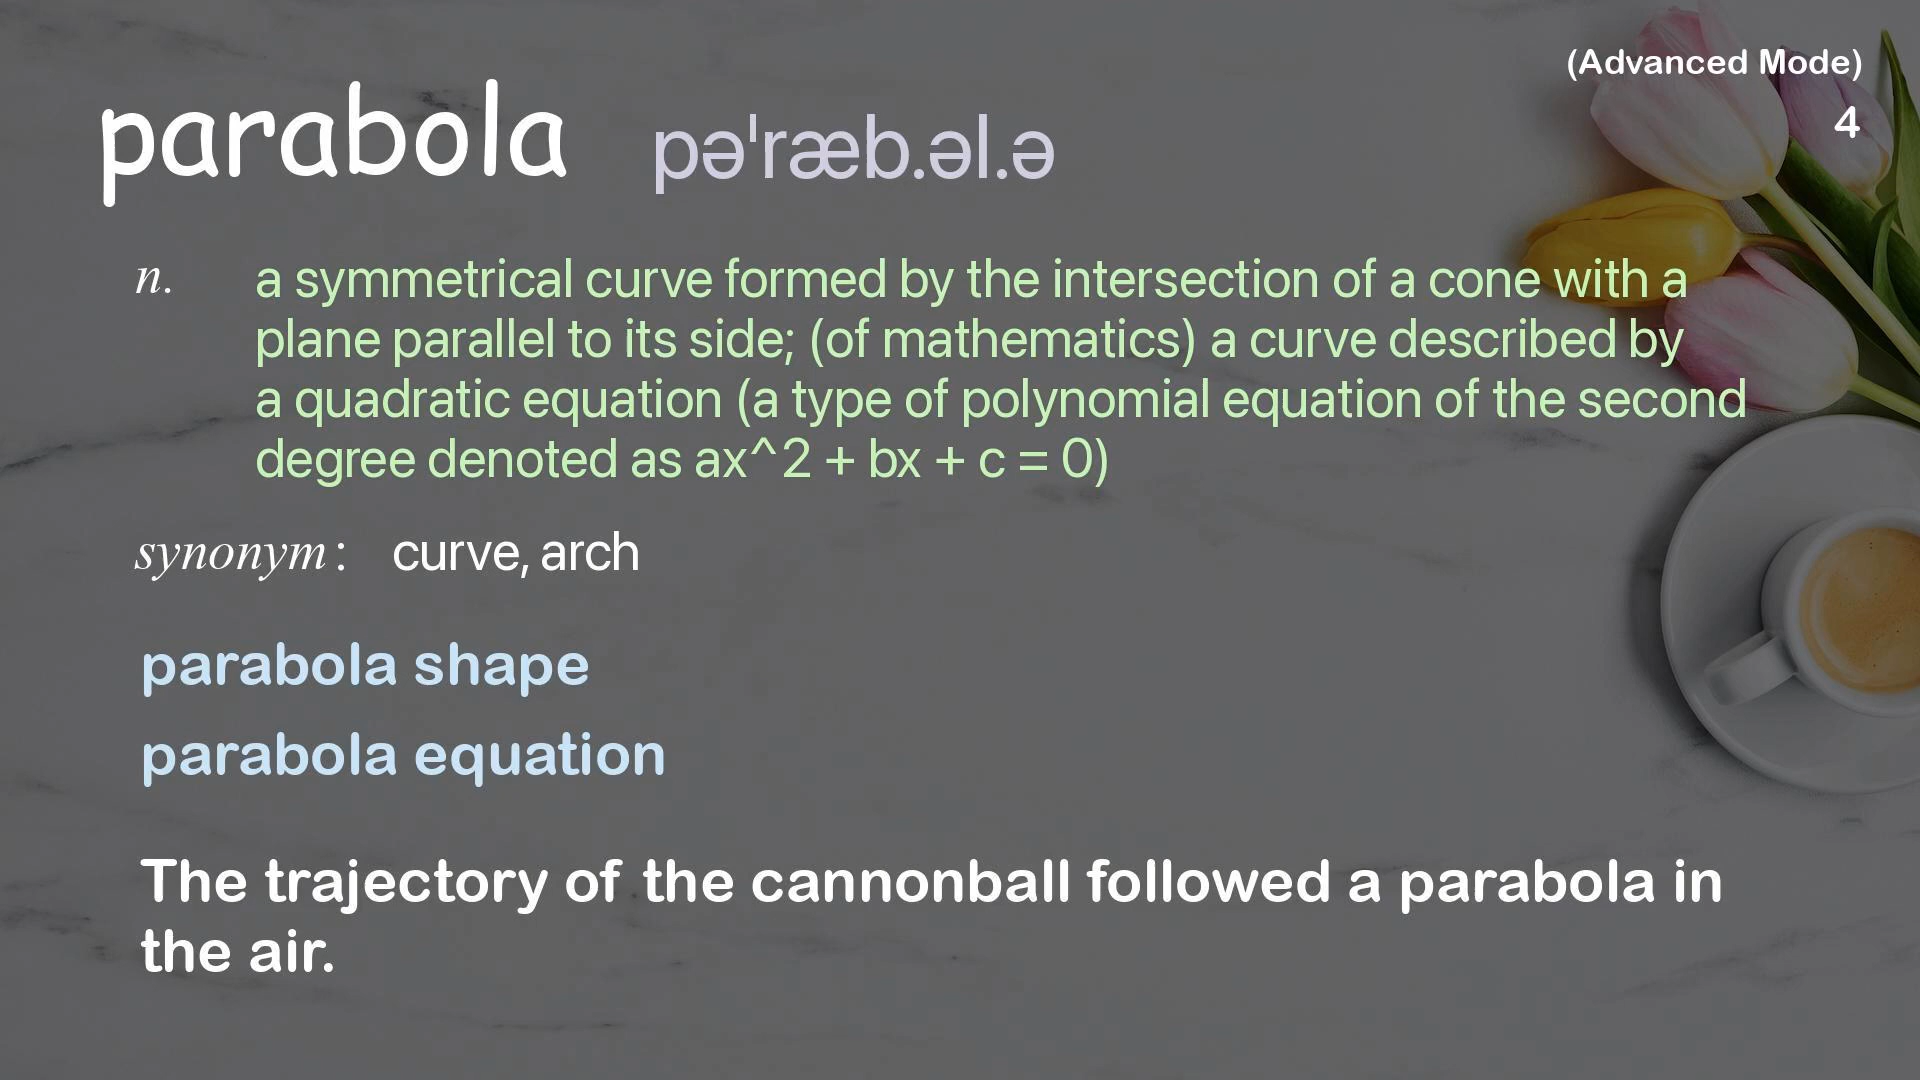 (Advanced Mode)
4
parabola pəˈræb.əl.ə
n. a symmetrical curve formed by the intersection of a cone with a
plane parallel to its side; (of mathematics) a curve described by
a quadratic equation (a type of polynomial equation of the second
degree denoted as ax^2 + bx + c = 0)
synonym: curve, arch
parabola shape
parabola equation
The trajectory of the cannonball followed a parabola in
the air.